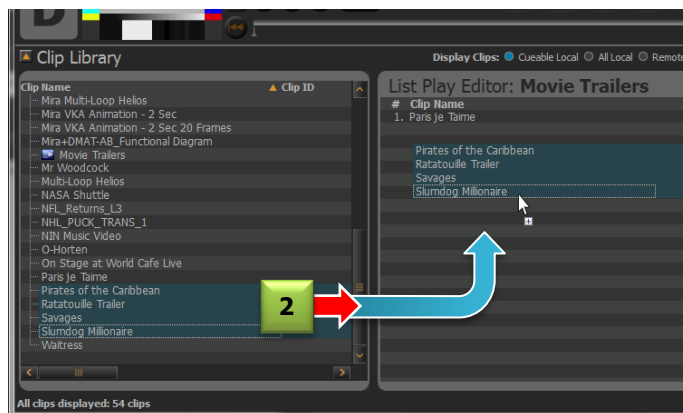 D
Clip Library
Display Clips: Cueable Local All Local Remote
Clip Name Clip ID
Mira Multi-Loop Helios
Mira VKA Animation - 2 Sec
Mira VKA Animation - 2 Sec 20 Frames
Mira+DMAT-AB_Functional Diagram
Movie Trailers
Mr Woodcock
Multi-Loop Helios
NASA Shuttle
NFL_Returns_L3
NHL_PUCK_TRANS_1
NIN Music Video
O-Horten
On Stage at World Cafe Live
Paris je Taime
Pirates of the Caribbean
Ratatouille Trailer
Savages
Slumdog Millionaire
Waitress
2
List Play Editor: Movie Trailers
# Clip Name
1. Paris je Taime
Pirates of the Caribbean
Ratatouille Trailer
Savages
Slumdog Millionaire
All clips displayed: 54 clips